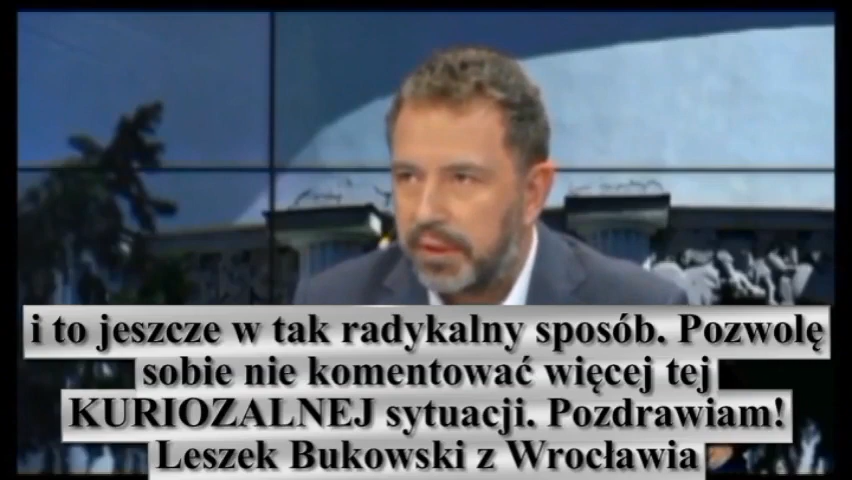 i to jeszcze w tak radykalny sposób. Pozwolę
sobie nie komentować więcej tej
KURIOZALNEJ sytuacji. Pozdrawiam!
Leszek Bukowski z Wrocławia